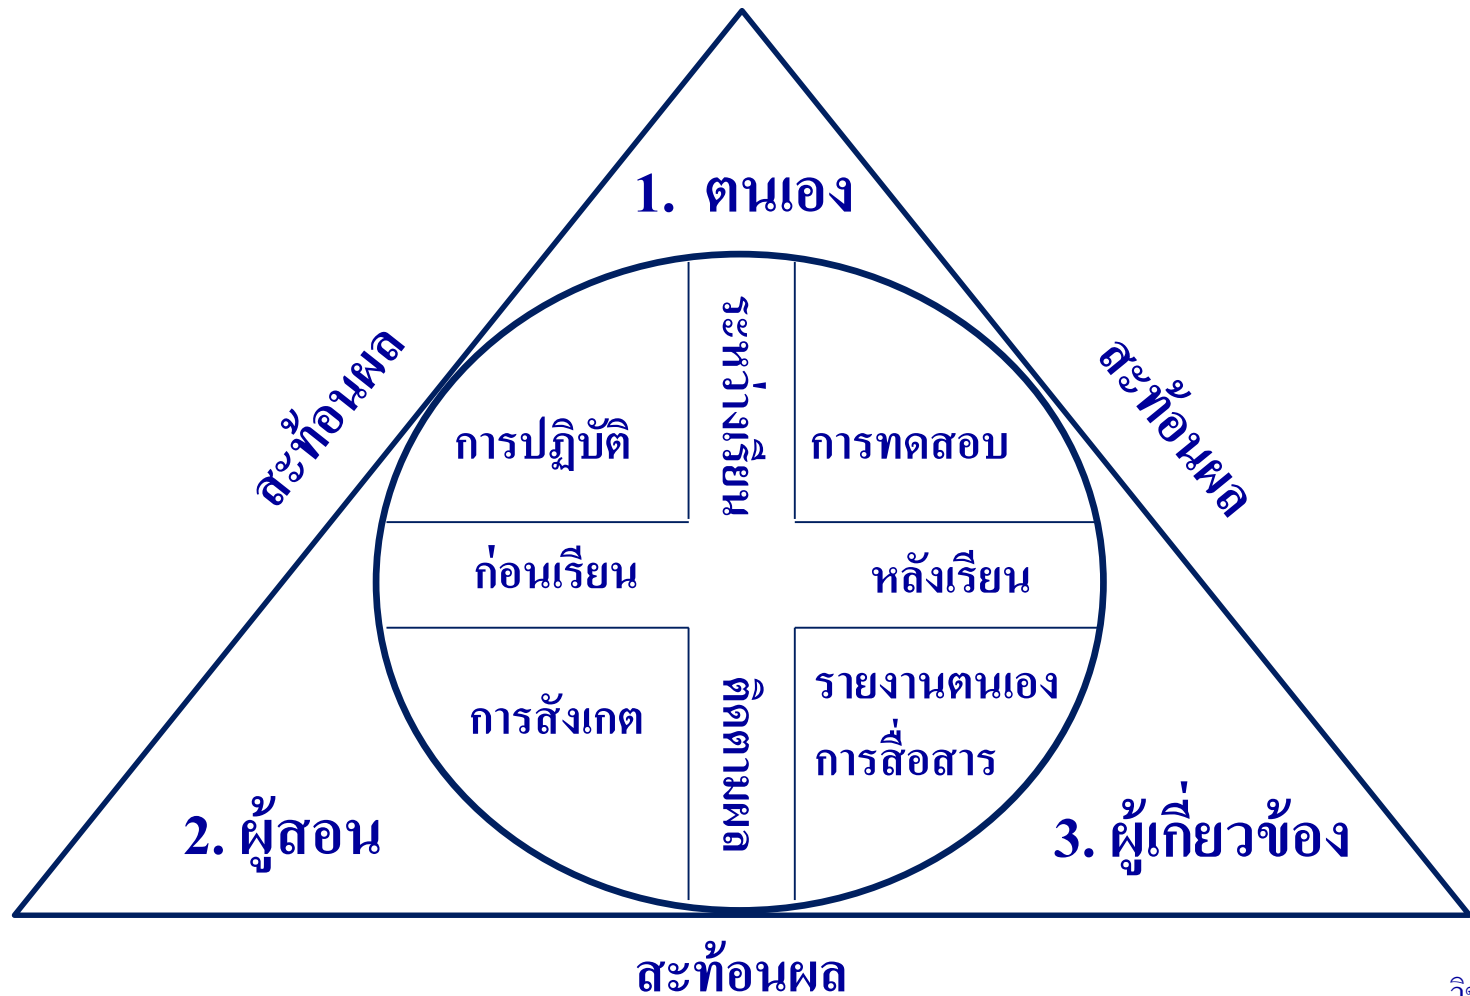 1. ตนเอง
สะท้อนผล
สะท้อนผล
ระหว่างเรียน
การปฏิบัติ
การทดสอบ
ก่อนเรียน
หลังเรียน
การสังเกต
ติดตามผล
รายงานตนเอง
การสื่อสาร
2. ผู้สอน
3. ผู้เกี่ยวข้อง
สะท้อนผล